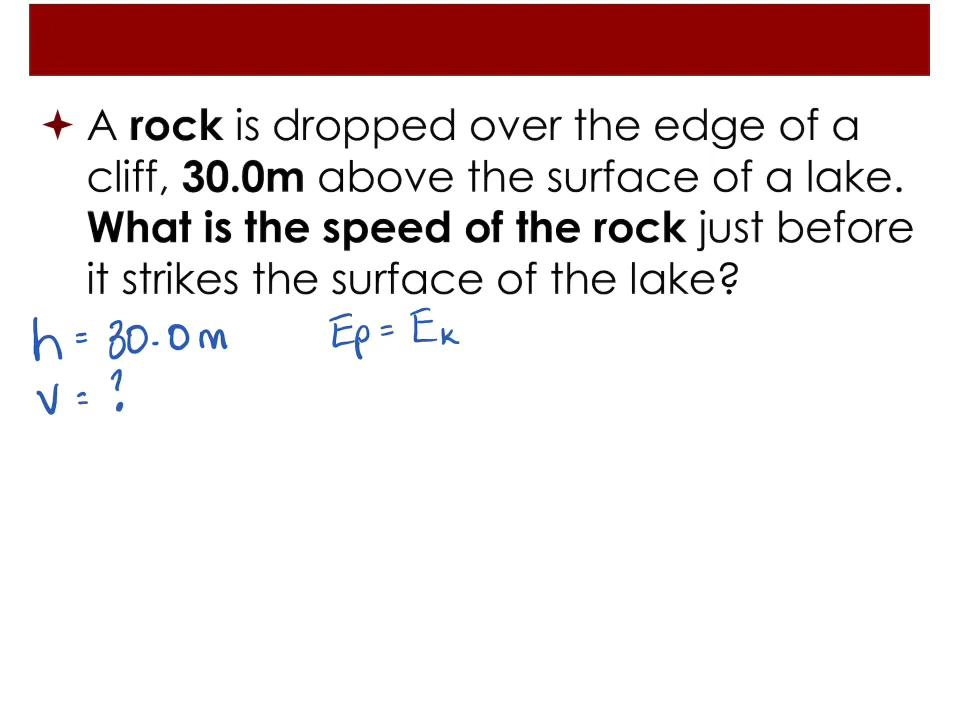 A rock is dropped over the edge of a
cliff, 30.0m above the surface of a lake.
What is the speed of the rock just before
it strikes the surface of the lake?
h = 30.0 m
Ep = Ek
v = ?